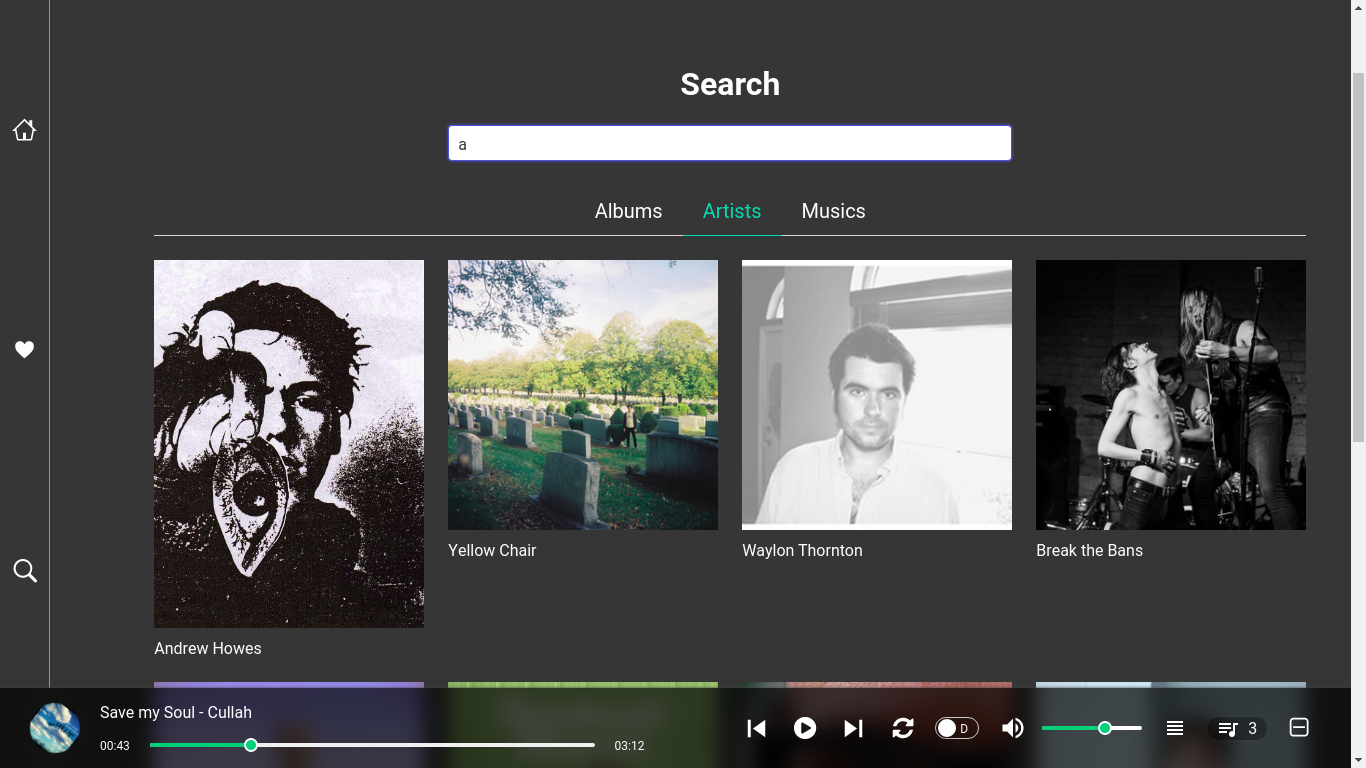 Search
a
Albums
Artists
Musics
Yellow Chair
Waylon Thornton
Break the Bans
Andrew Howes
Save my Soul - Cullah
00:43
03:12
D
3